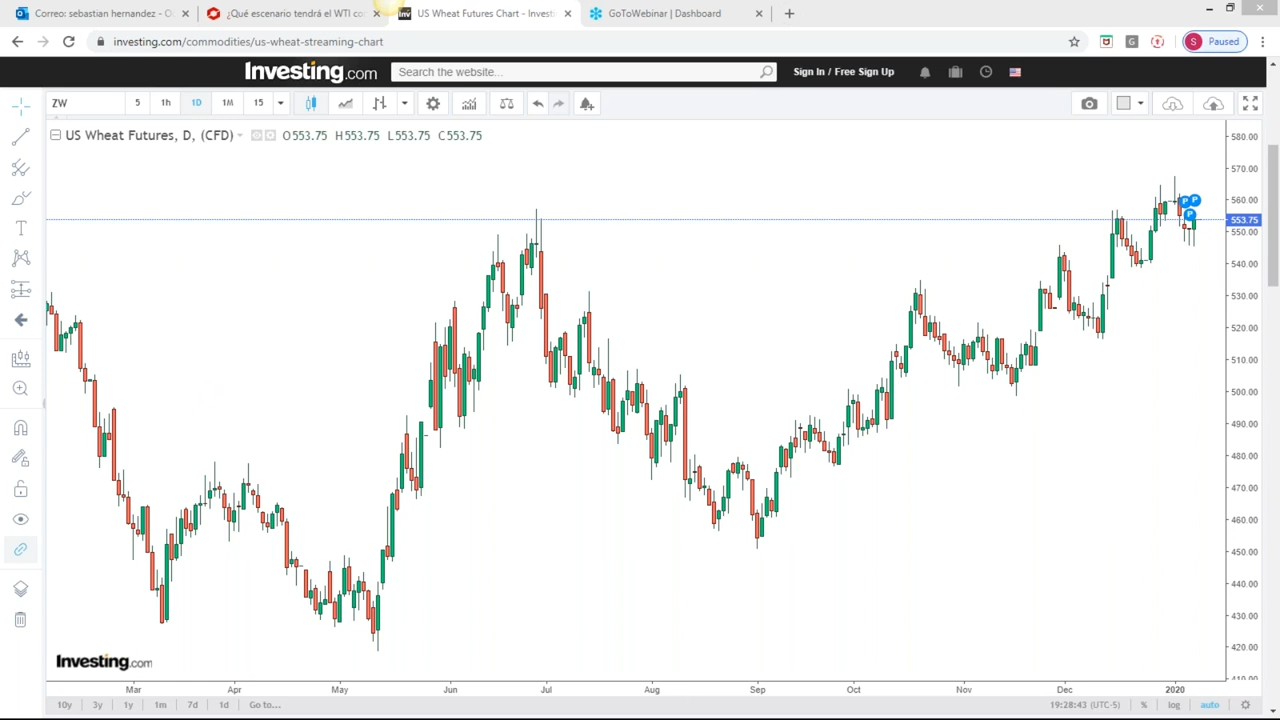 Correo: sebastian hernandez - O
¿Qué escenario tendrá el WTI co
US Wheat Futures Chart - Investi
GoToWebinar | Dashboard
investing.com/commodities/us-wheat-streaming-chart
G
S Paused
Investing.com
Search the website...
Sign In / Free Sign Up
ZW 5 1h 1D 1M 15
US Wheat Futures, D, (CFD) O553.75 H553.75 L553.75 C553.75
580.00
570.00
560.00
P P
P
553.75
550.00
540.00
530.00
520.00
510.00
500.00
490.00
480.00
470.00
460.00
450.00
440.00
430.00
420.00
410.00
Investing.com
Mar Apr May Jun Jul Aug Sep Oct Nov Dec 2020
10y 3y 1y 1m 7d 1d Go to... 19:28:43 (UTC-5) % log auto